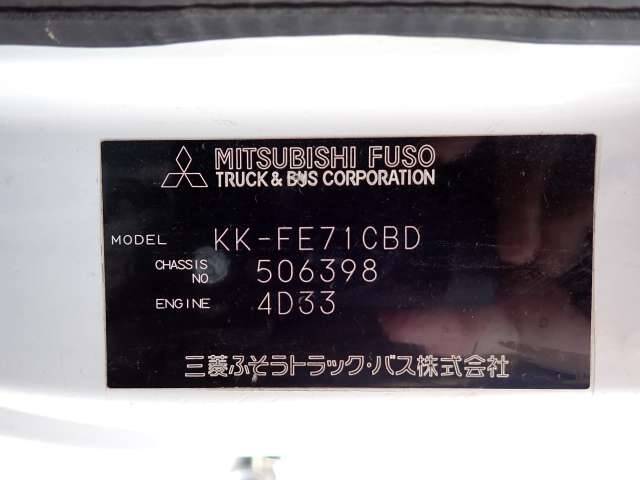 MITSUBISHI FUSO
TRUCK & BUS CORPORATION
MODEL KK-FE71CBD
CHASSIS NO 506398
ENGINE 4D33
三菱ふそうトラック・バス株式会社